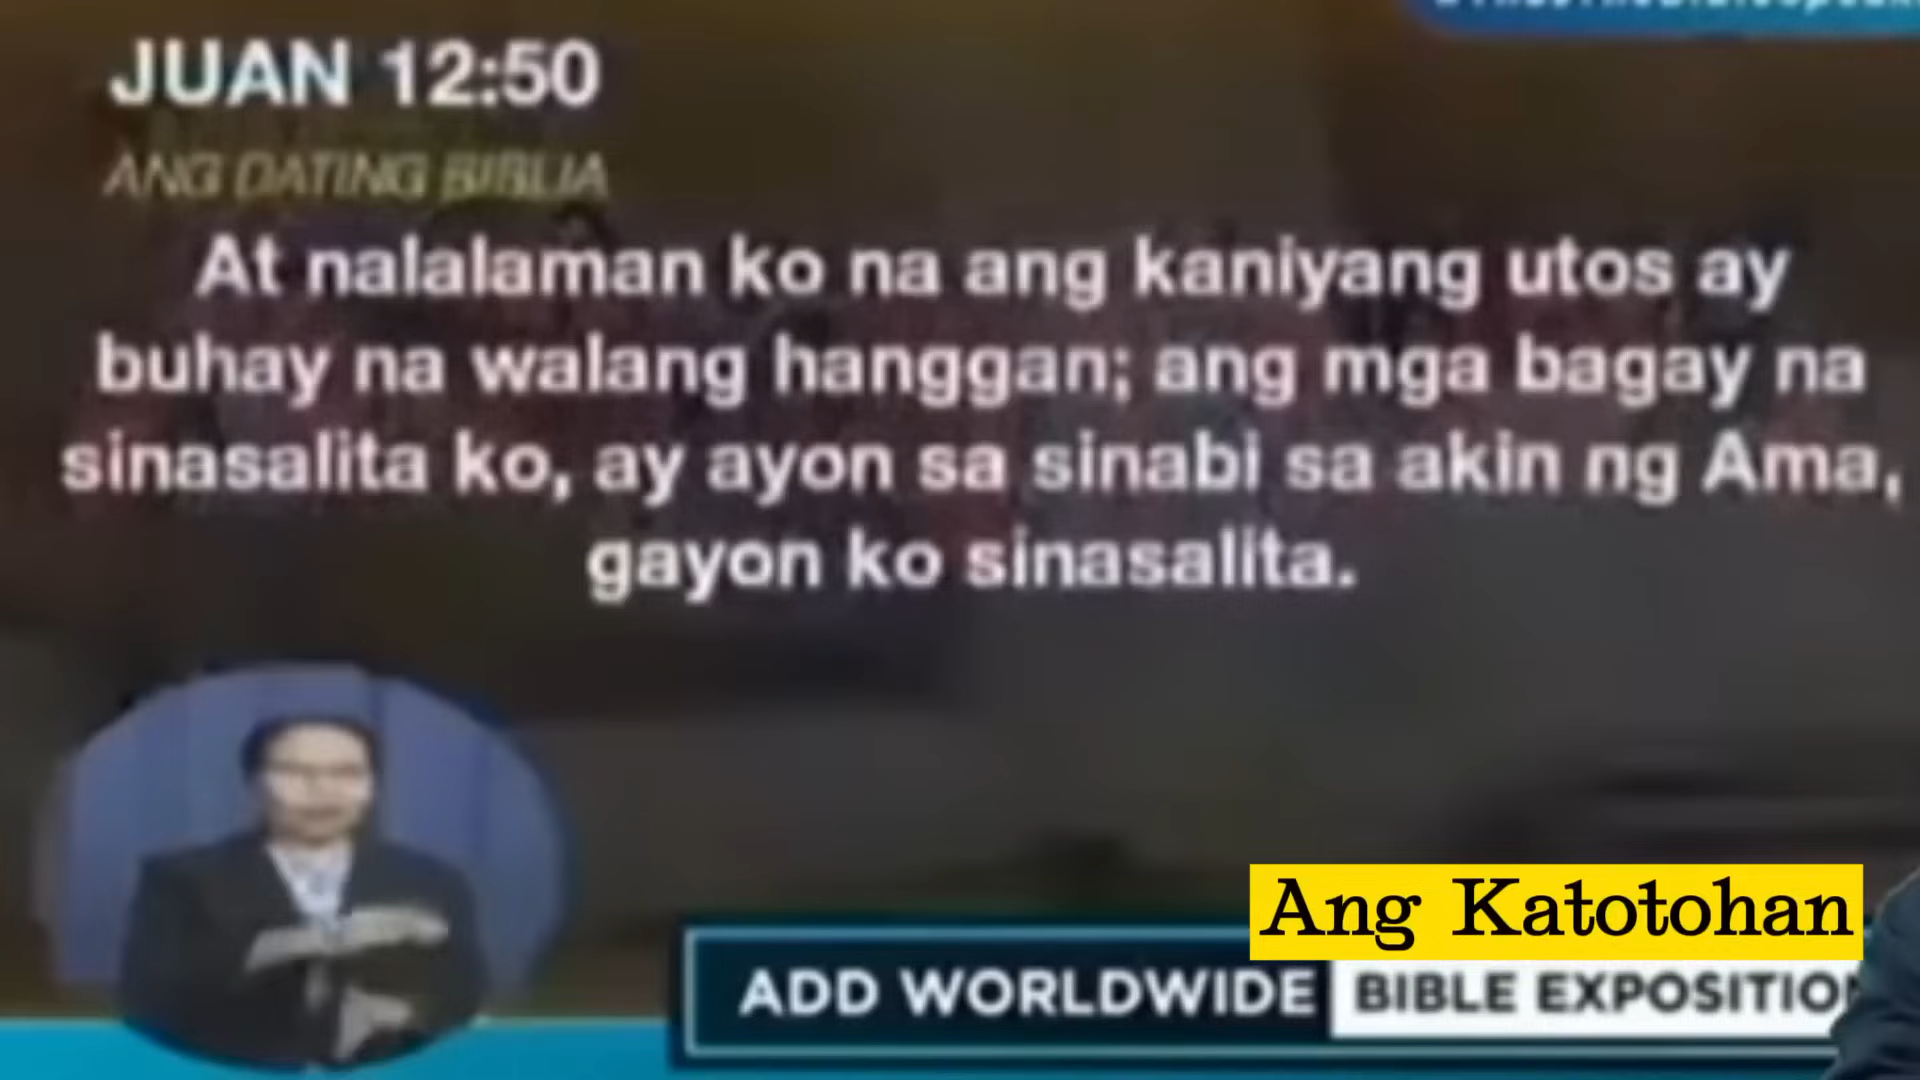 JUAN 12:50
ANG DATING BIBLIA
At nalalaman ko na ang kaniyang utos ay
buhay na walang hanggan; ang mga bagay na
sinasalita ko, ay ayon sa sinabi sa akin ng Ama,
gayon ko sinasalita.
Ang Katotohan
ADD WORLDWIDE BIBLE EXPOSITION